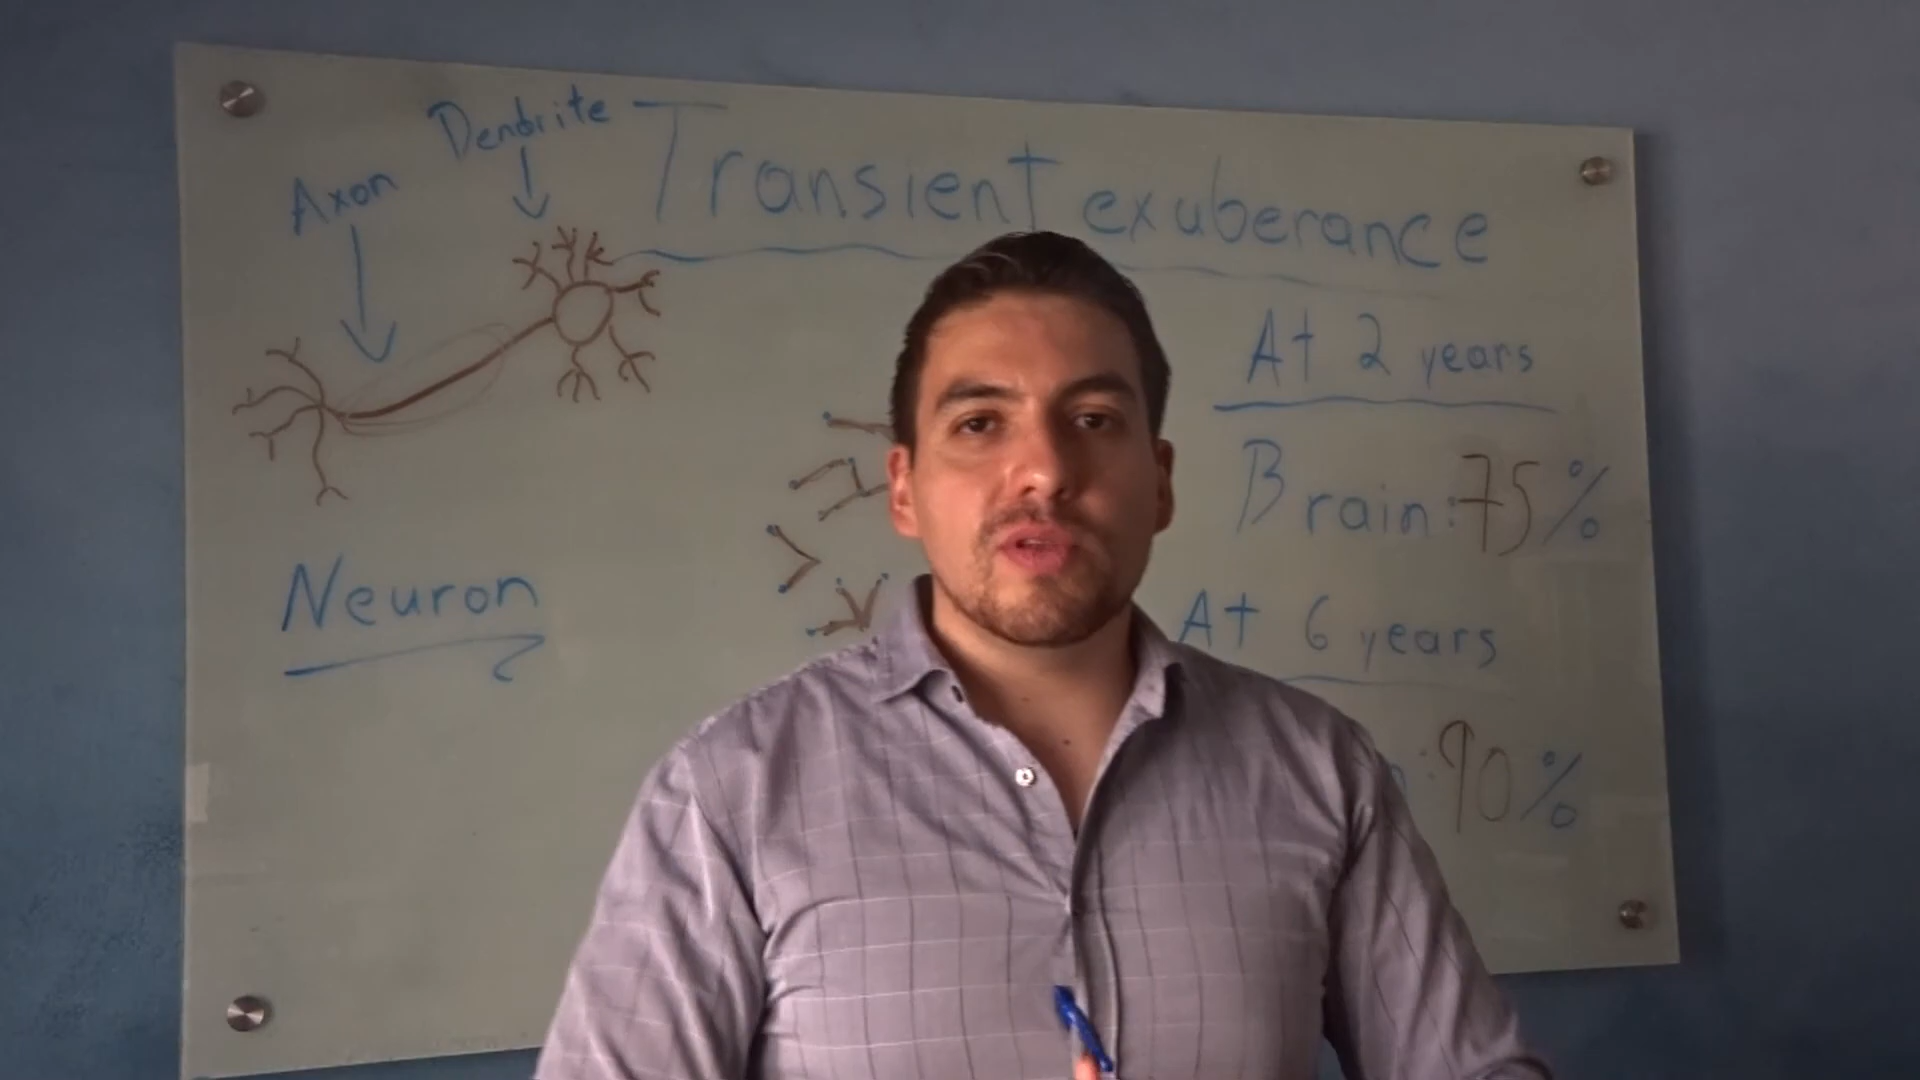 Dendrite
Axon
Transient exuberance
At 2 years
Brain: 75%
Neuron
At 6 years
: 90%